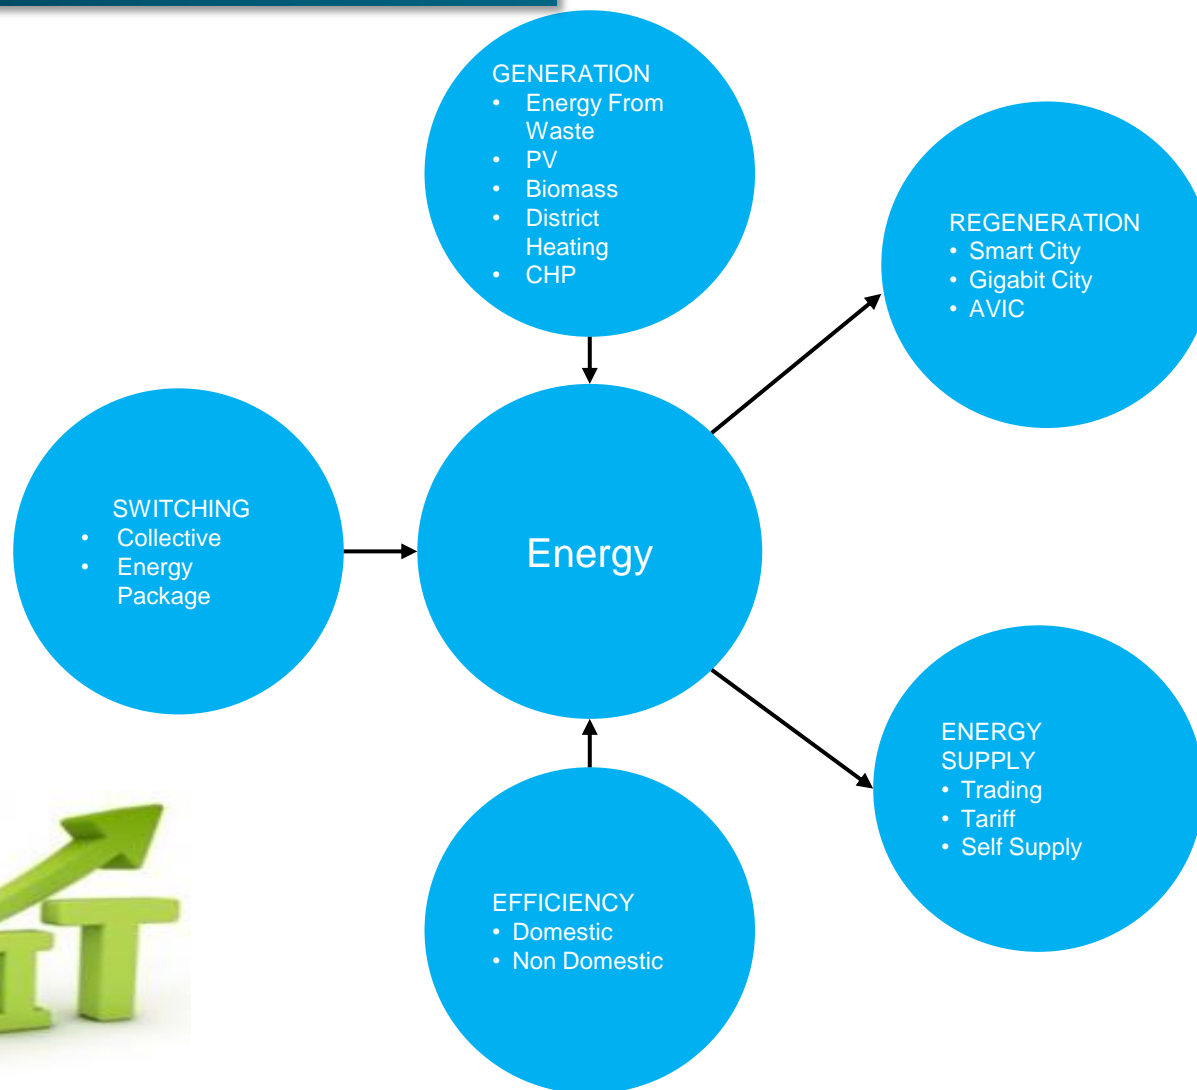 GENERATION
• Energy From
Waste
• PV
• Biomass
• District
Heating
• CHP
REGENERATION
• Smart City
• Gigabit City
• AVIC
SWITCHING
• Collective
• Energy
Package
Energy
ENERGY
SUPPLY
• Trading
• Tariff
• Self Supply
EFFICIENCY
• Domestic
• Non Domestic
IT